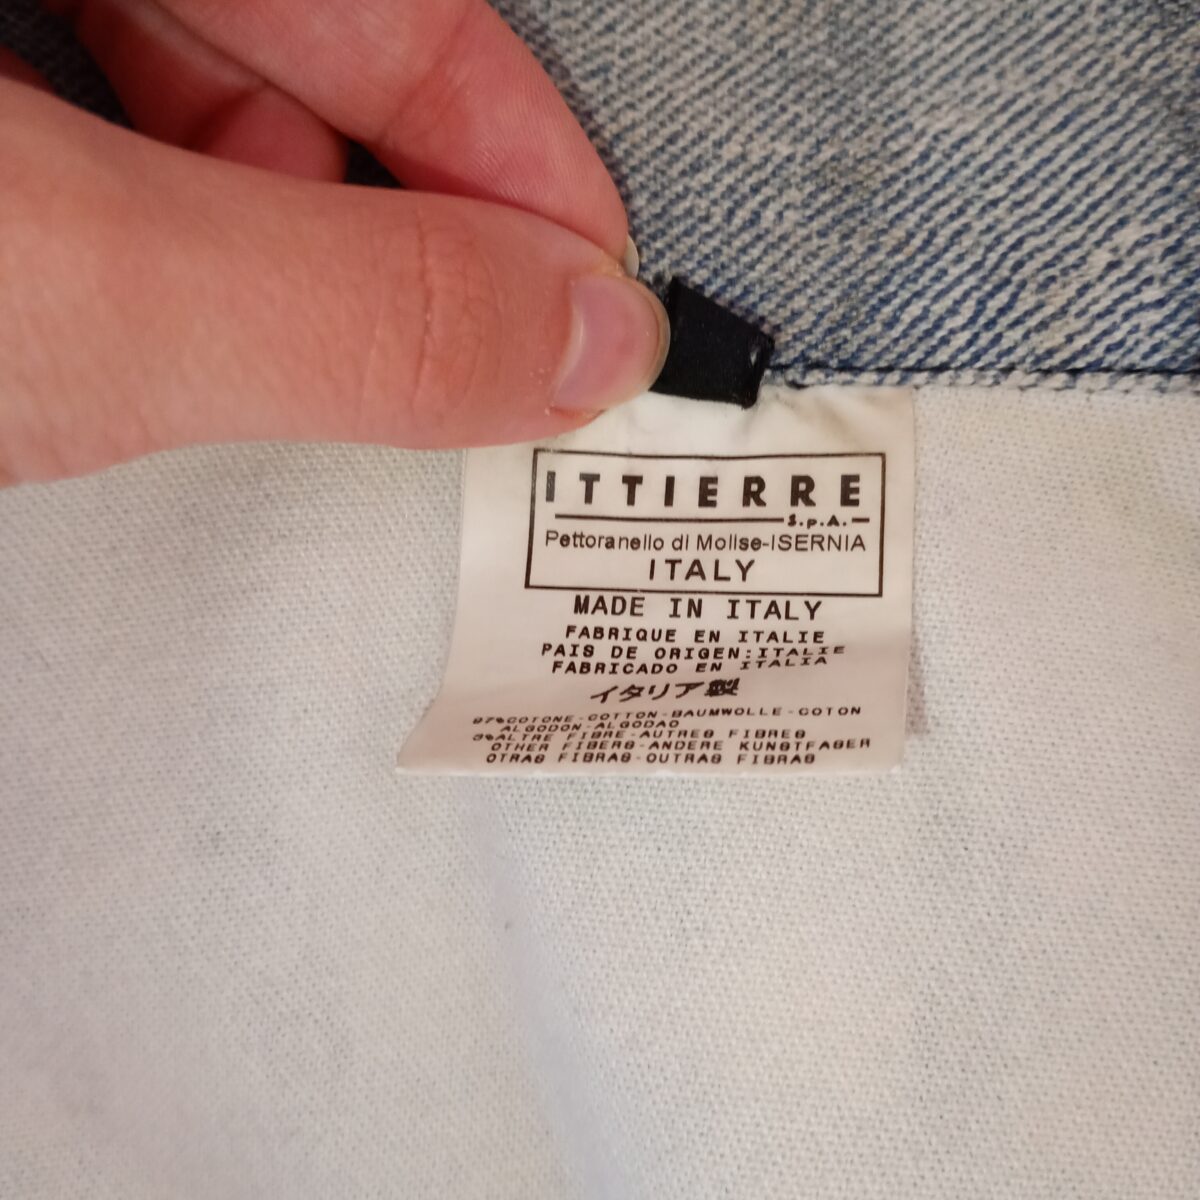 ITTIERRE
S.p.A.
Pettoranello di Molise-ISERNIA
ITALY
MADE IN ITALY
FABRIQUE EN ITALIE
PAIS DE ORIGEN:ITALIE
FABRICADO EN ITALIA
イタリア製
97%COTONE-COTTON-BAUMWOLLE-COTON
ALGODON-ALGODAO
3%ALTRE FIBRE-AUTRES FIBRES
OTHER FIBERS-ANDERE KUNSTFASER
OTRAS FIBRAS-OUTRAS FIBRAS